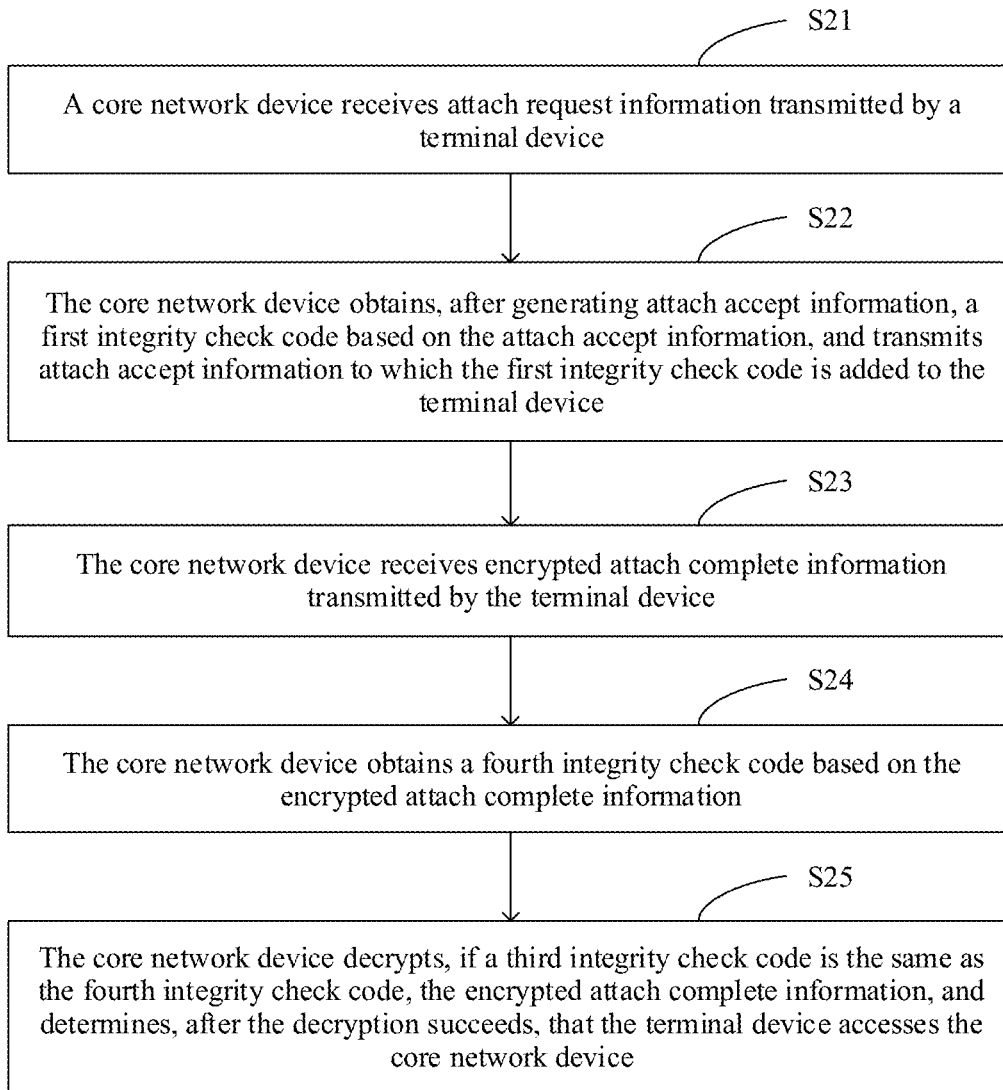 S21
A core network device receives attach request information transmitted by a
terminal device
S22
The core network device obtains, after generating attach accept information, a
first integrity check code based on the attach accept information, and transmits
attach accept information to which the first integrity check code is added to the
terminal device
S23
The core network device receives encrypted attach complete information
transmitted by the terminal device
S24
The core network device obtains a fourth integrity check code based on the
encrypted attach complete information
S25
The core network device decrypts, if a third integrity check code is the same as
the fourth integrity check code, the encrypted attach complete information, and
determines, after the decryption succeeds, that the terminal device accesses the
core network device